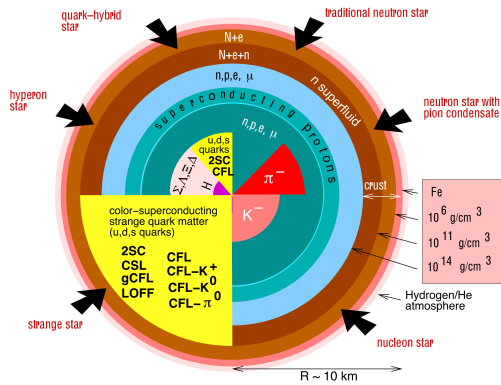 quark–hybrid
star
traditional neutron star
N+e
N+e+n
n,p,e, μ
n superfluid
superconducting protons
hyperon
star
neutron star with
pion condensate
u,d,s
quarks
2SC
CFL
n,p,e, μ
Σ,Λ,Ξ,Δ
H
π⁻
K⁻
crust
Fe
10⁶ g/cm³
10¹¹ g/cm³
10¹⁴ g/cm³
color–superconducting
strange quark matter
(u,d,s quarks)
2SC
CSL
gCFL
LOFF
CFL
CFL–K⁺
CFL–K⁰
CFL–π⁰
Hydrogen/He
atmosphere
strange star
nucleon star
R ~ 10 km